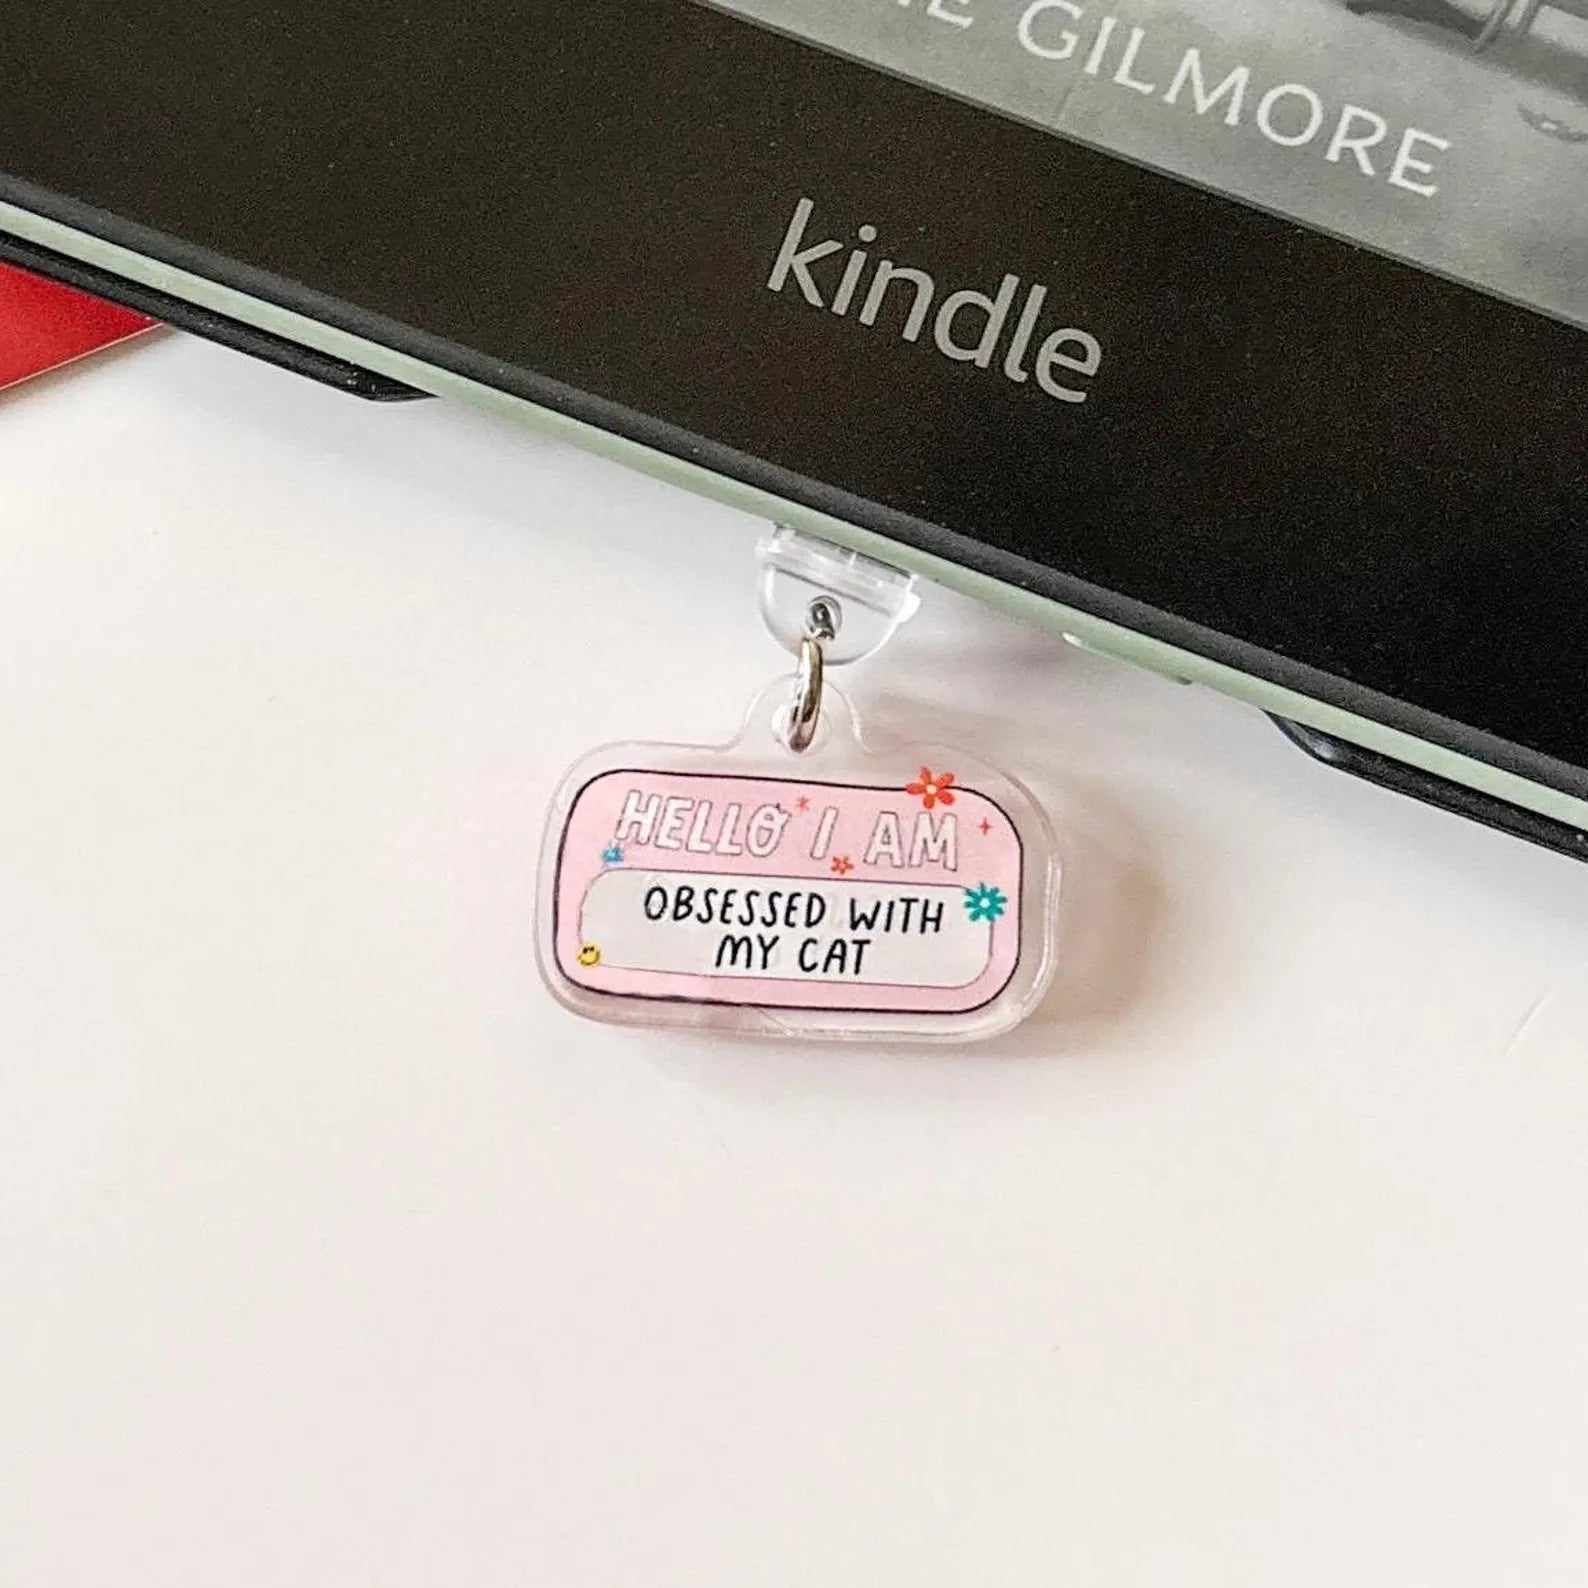 GILMORE
kindle
HELLO I AM
OBSESSED WITH
MY CAT